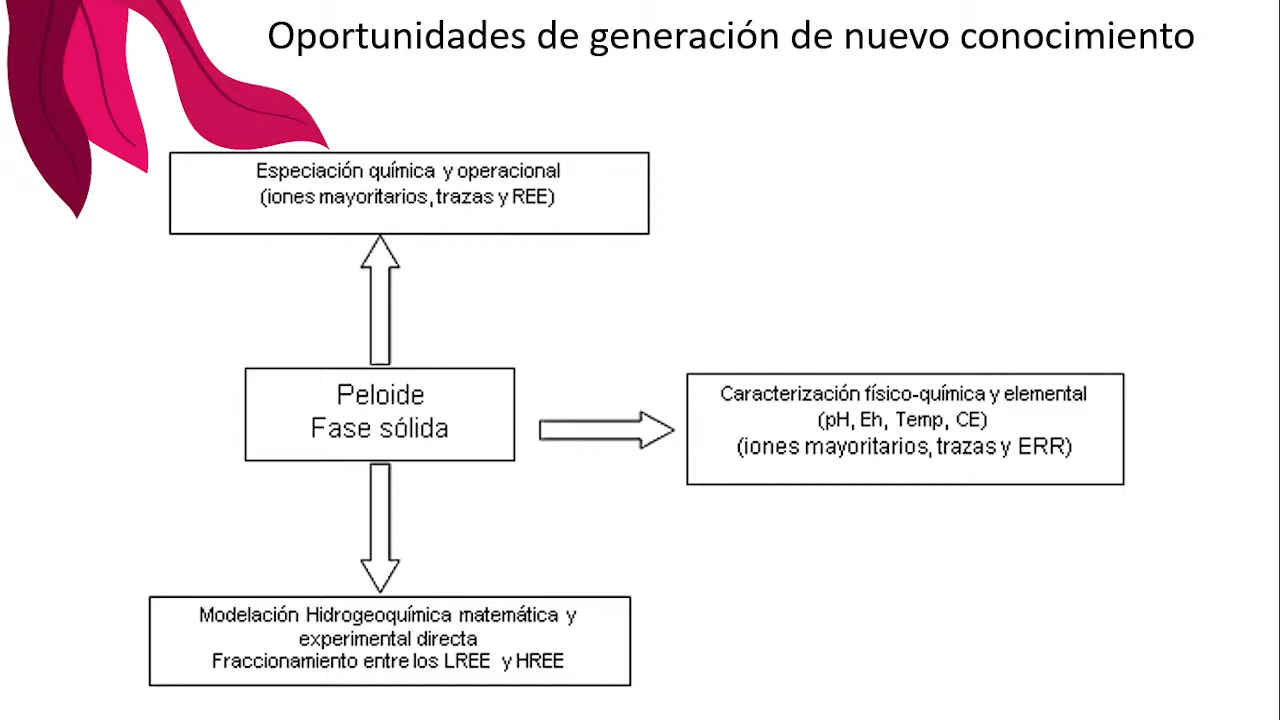 Oportunidades de generación de nuevo conocimiento
Especiación química y operacional
(iones mayoritarios, trazas y REE)
Peloide
Fase sólida
Caracterización físico-química y elemental
(pH, Eh, Temp, CE)
(iones mayoritarios, trazas y ERR)
Modelación Hidrogeoquímica matemática y
experimental directa
Fraccionamiento entre los LREE y HREE